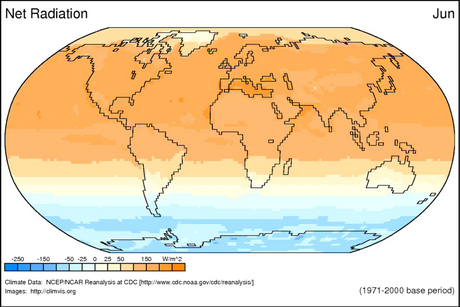 Net Radiation
Jun
-250 -150 -50 -25 0 25 50 150 W/m^2
Climate Data: NCEP/NCAR Reanalysis at CDC [http://www.cdc.noaa.gov/cdc/reanalysis/]
Images: http://climvis.org
(1971-2000 base period)